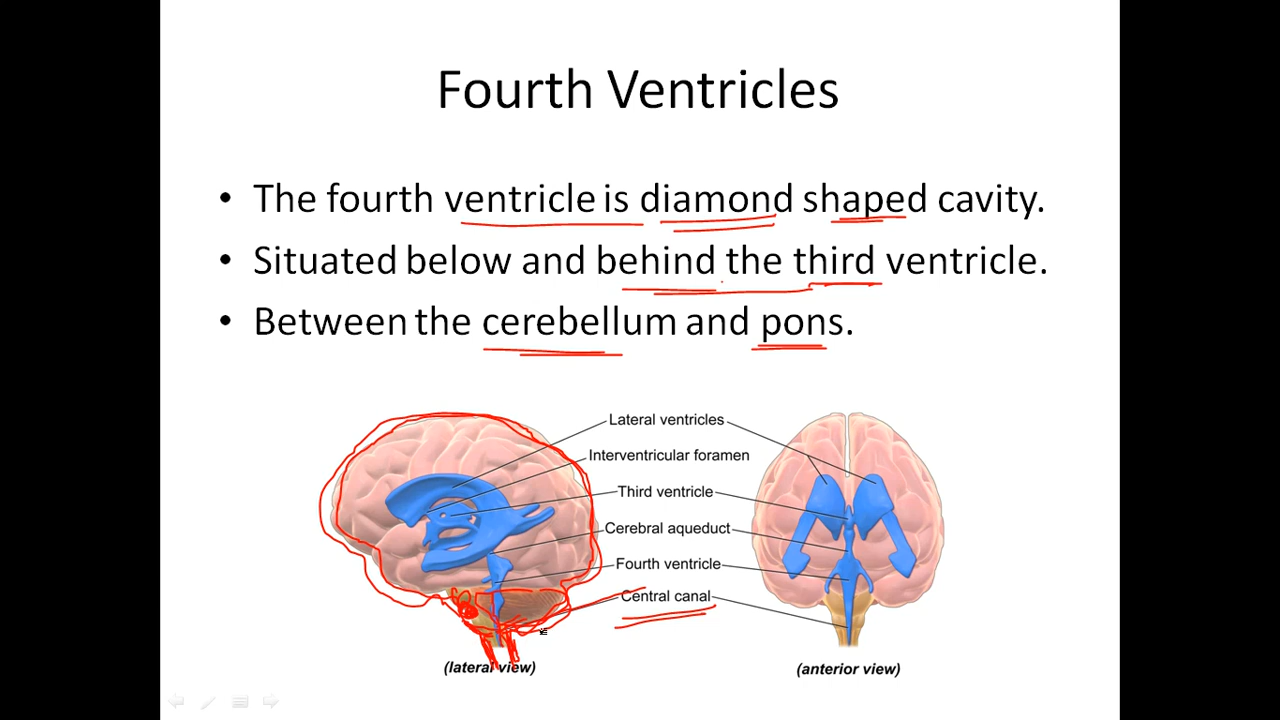 Fourth Ventricles
• The fourth ventricle is diamond shaped cavity.
• Situated below and behind the third ventricle.
• Between the cerebellum and pons.
Lateral ventricles
Interventricular foramen
Third ventricle
Cerebral aqueduct
Fourth ventricle
Central canal
(lateral view)
(anterior view)